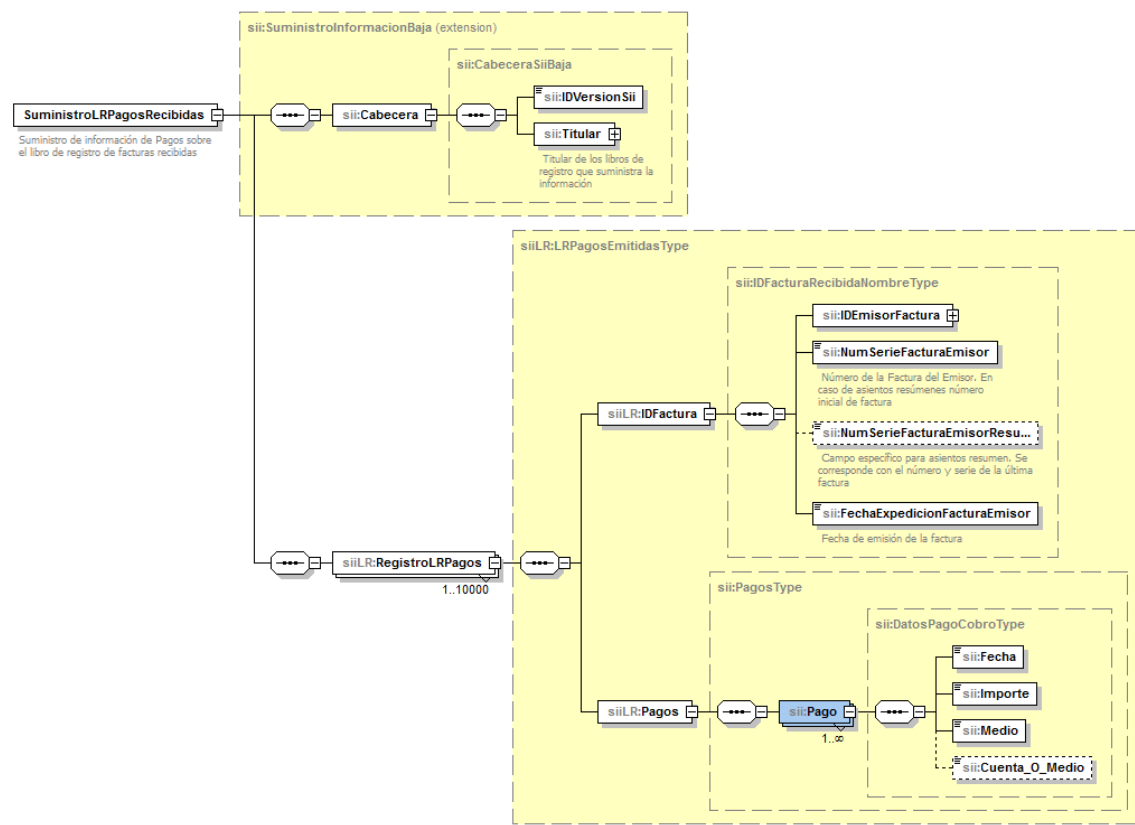 sii:SuministroInformacionBaja (extension)
sii:CabeceraSiiBaja
sii:IDVersionSii
SuministroLRPagosRecibidas
sii:Cabecera
sii:Titular
Suministro de información de Pagos sobre
el libro de registro de facturas recibidas
Titular de los libros de
registro que suministra la
información
siiLR:LRPagosEmitidasType
sii:IDFacturaRecibidaNombreType
sii:IDEmisorFactura
sii:NumSerieFacturaEmisor
Número de la Factura del Emisor. En
caso de asientos resúmenes número
inicial de factura
siiLR:IDFactura
sii:NumSerieFacturaEmisorResu...
Campo específico para asientos resumen. Se
corresponde con el número y serie de la última
factura
sii:FechaExpedicionFacturaEmisor
Fecha de emisión de la factura
siiLR:RegistroLRPagos
1..10000
sii:PagosType
sii:DatosPagoCobroType
sii:Fecha
sii:Importe
siiLR:Pagos
sii:Pago
1..∞
sii:Medio
sii:Cuenta_O_Medio